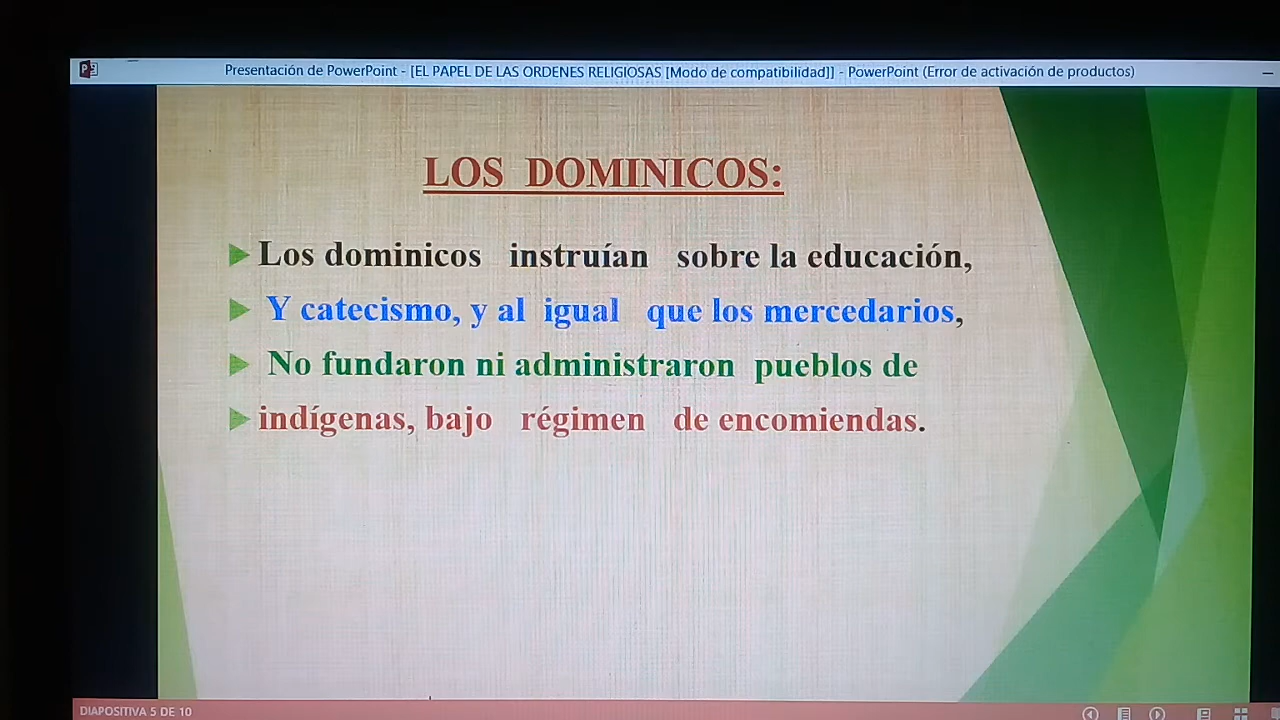 Presentación de PowerPoint - [EL PAPEL DE LAS ORDENES RELIGIOSAS [Modo de compatibilidad]] - PowerPoint (Error de activación de productos)
LOS DOMINICOS:
Los dominicos instruían sobre la educación,
Y catecismo, y al igual que los mercedarios,
No fundaron ni administraron pueblos de
indígenas, bajo régimen de encomiendas.
DIAPOSITIVA 5 DE 10